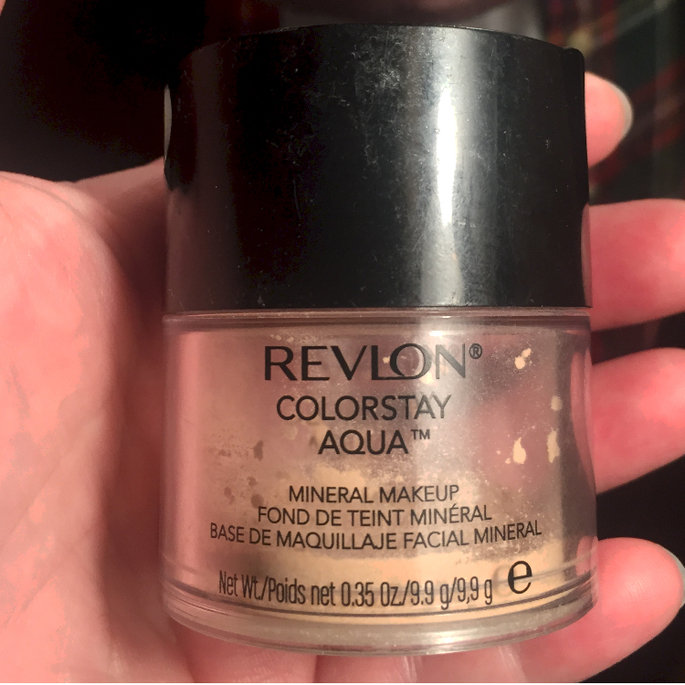 REVLON®
COLORSTAY
AQUA™
MINERAL MAKEUP
FOND DE TEINT MINÉRAL
BASE DE MAQUILLAJE FACIAL MINERAL
Net Wt./Poids net 0.35 Oz./9.9 g/9,9 g e